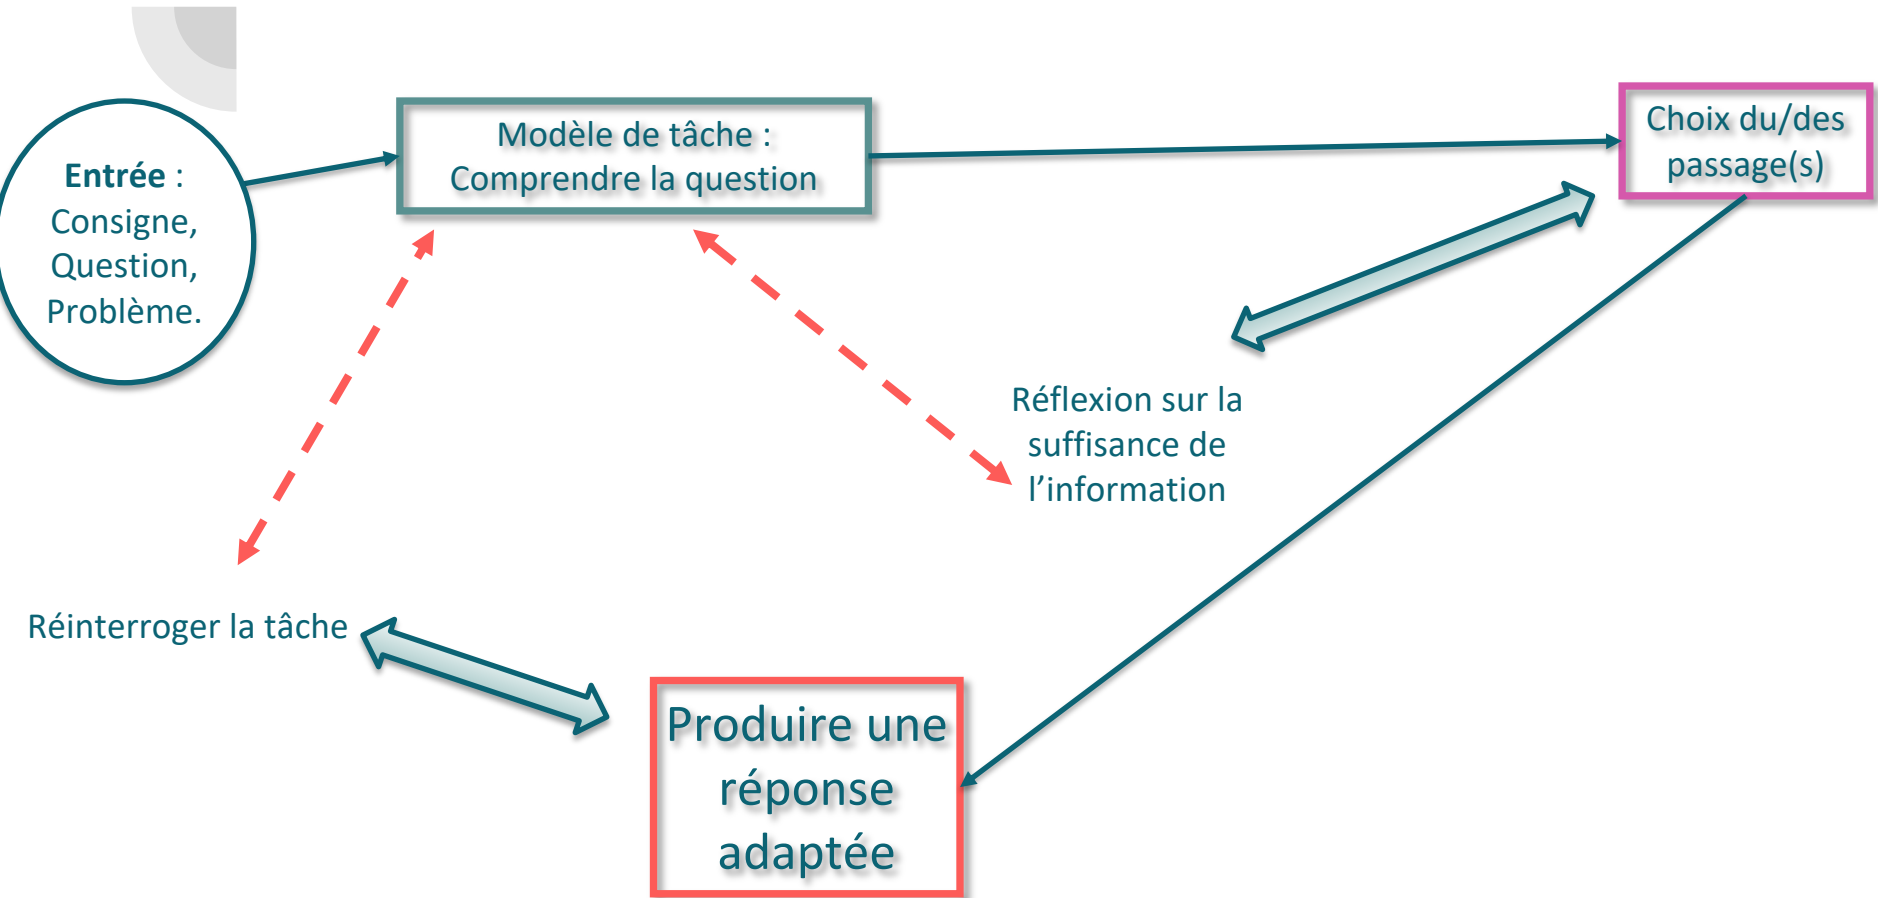 Entrée :
Consigne,
Question,
Problème.
Modèle de tâche :
Comprendre la question
Choix du/des
passage(s)
Réflexion sur la
suffisance de
l’information
Réinterroger la tâche
Produire une
réponse
adaptée